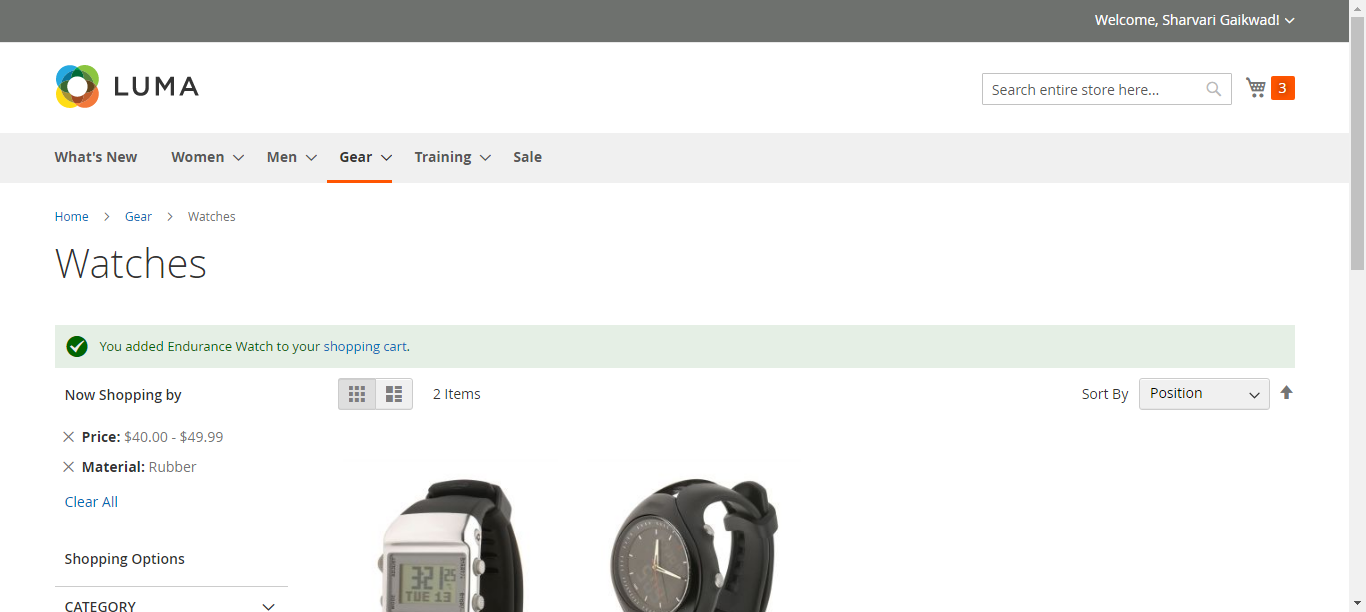 Welcome, Sharvari Gaikwad!
LUMA
Search entire store here...
3
What's New Women Men Gear Training Sale
Home Gear Watches
Watches
You added Endurance Watch to your shopping cart.
Now Shopping by
2 Items
Sort By Position
Price: $40.00 - $49.99
Material: Rubber
Clear All
Shopping Options
CATEGORY
3:21 25
TUE 13